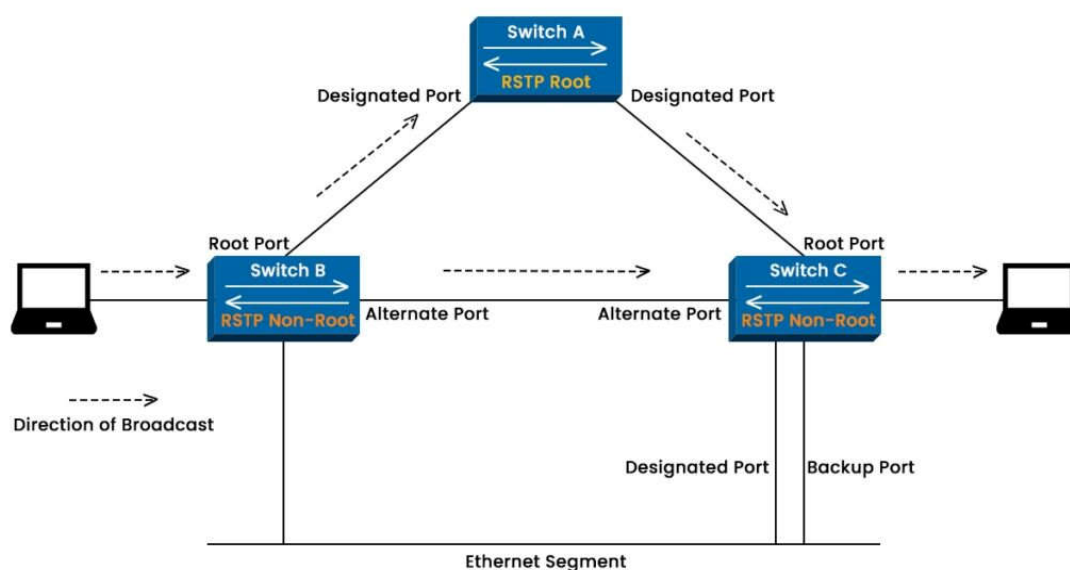 Switch A
RSTP Root
Designated Port
Designated Port
Root Port
Root Port
Switch B
RSTP Non-Root
Switch C
RSTP Non-Root
Alternate Port
Alternate Port
Direction of Broadcast
Designated Port
Backup Port
Ethernet Segment